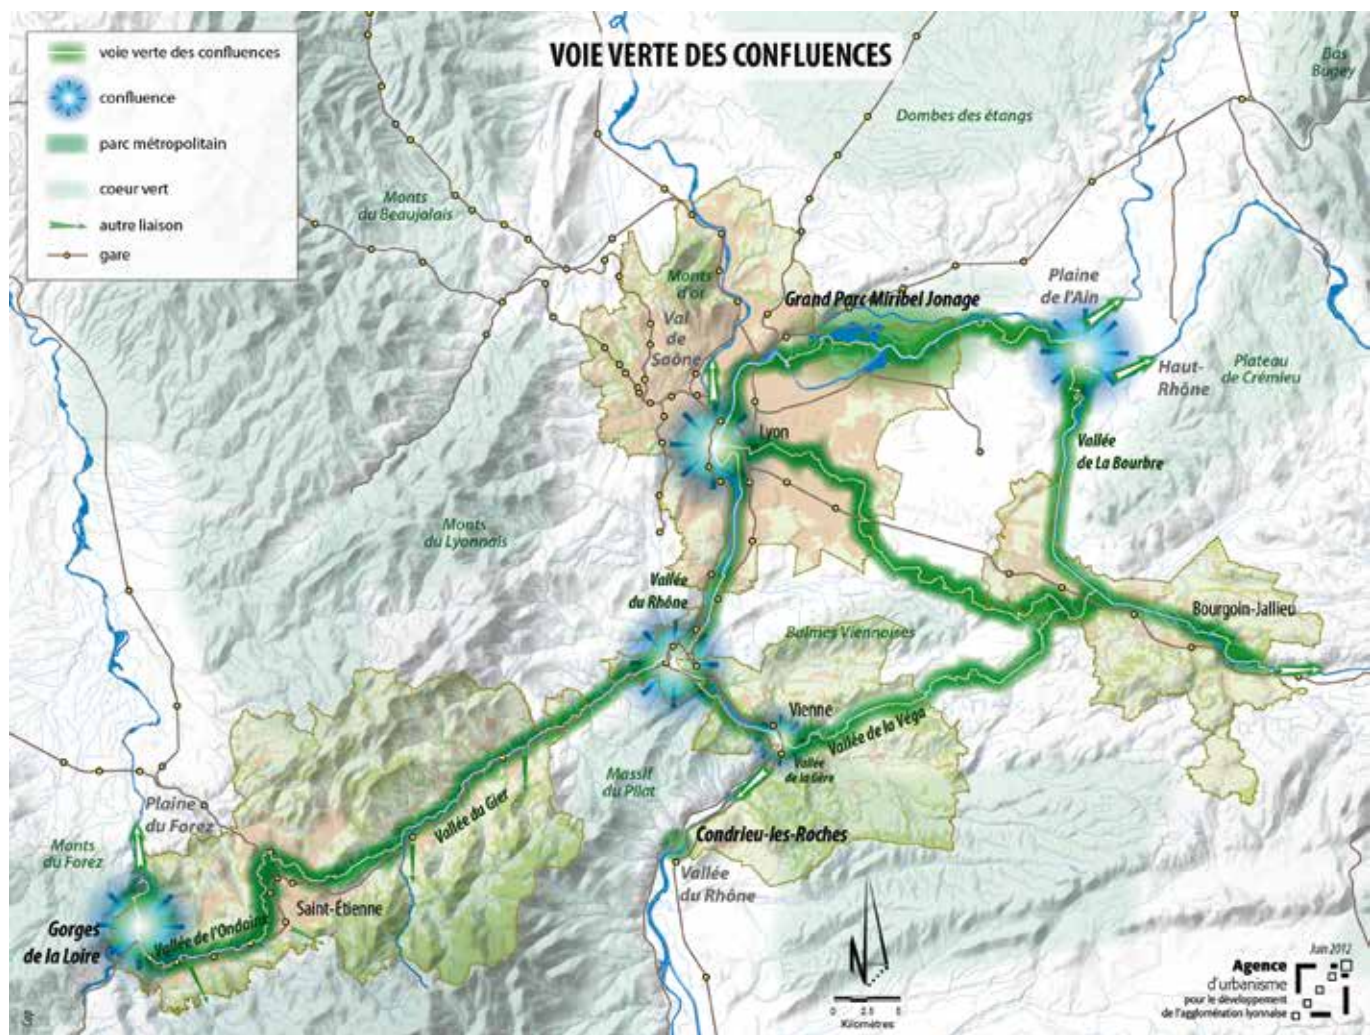 VOIE VERTE DES CONFLUENCES
voie verte des confluences
confluence
parc métropolitain
coeur vert
autre liaison
gare
Bas
Bugey
Dombes des étangs
Monts
du Beaujolais
Monts
d'or
Val
de
Saône
Grand Parc Miribel Jonage
Plaine
de l'Ain
Haut-
Rhône
Plateau
de Crémieu
Lyon
Vallée
de La Bourbre
Monts
du Lyonnais
Vallée
du Rhône
Balmes Viennoises
Bourgoin-Jallieu
Vienne
Vallée de la Véga
Vallée
de la Gère
Massif
du Pilat
Plaine
du Forez
Vallée du Gier
Condrieu-les-Roches
Monts
du Forez
Vallée
du Rhône
Saint-Étienne
Gorges
de la Loire
Vallée de l'Ondaine
N
0 2.5 5
Kilomètres
Juin 2012
Agence
d'urbanisme
pour le développement
de l'agglomération lyonnaise